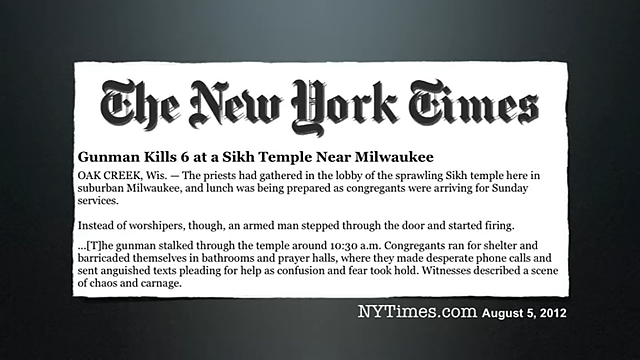 The New York Times
Gunman Kills 6 at a Sikh Temple Near Milwaukee
OAK CREEK, Wis. — The priests had gathered in the lobby of the sprawling Sikh temple here in
suburban Milwaukee, and lunch was being prepared as congregants were arriving for Sunday
services.
Instead of worshipers, though, an armed man stepped through the door and started firing.
...[T]he gunman stalked through the temple around 10:30 a.m. Congregants ran for shelter and
barricaded themselves in bathrooms and prayer halls, where they made desperate phone calls and
sent anguished texts pleading for help as confusion and fear took hold. Witnesses described a scene
of chaos and carnage.
NYTimes.com August 5, 2012